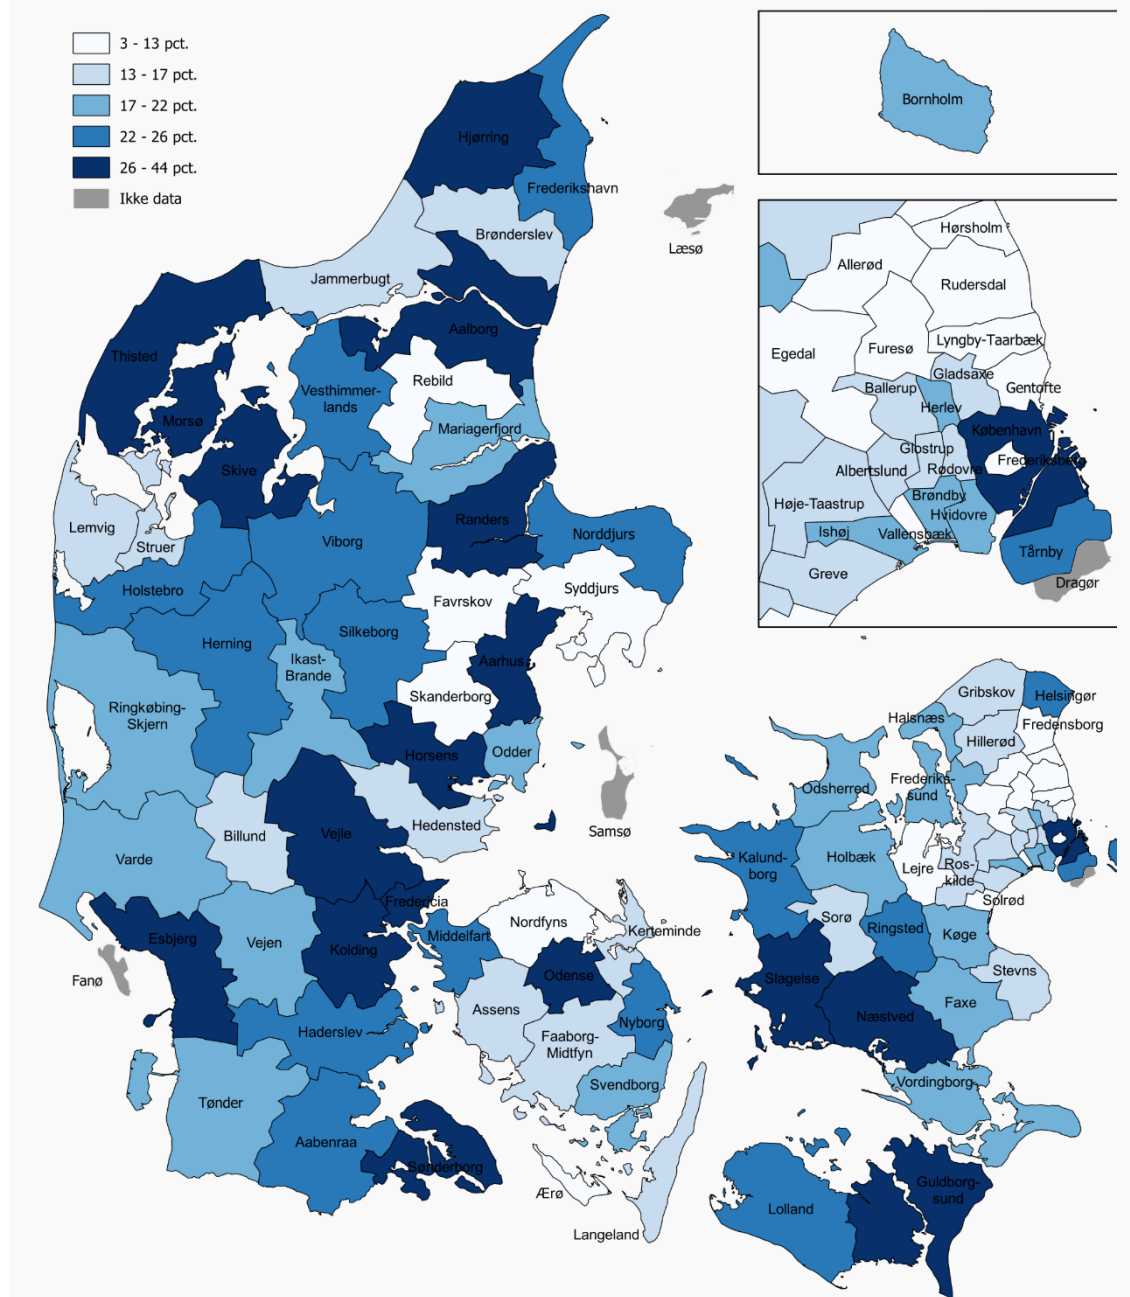 3 - 13 pct.
13 - 17 pct.
17 - 22 pct.
22 - 26 pct.
26 - 44 pct.
Ikke data
Bornholm
Hjørring
Frederikshavn
Læsø
Brønderslev
Jammerbugt
Aalborg
Thisted
Rebild
Vesthimmer-
lands
Morsø
Mariagerfjord
Skive
Lemvig
Struer
Randers
Viborg
Norddjurs
Holstebro
Favrskov
Syddjurs
Herning
Silkeborg
Ikast-
Brande
Aarhus
Skanderborg
Ringkøbing-
Skjern
Horsens
Odder
Samsø
Hedensted
Billund
Vejle
Varde
Fredericia
Esbjerg
Vejen
Kolding
Fanø
Haderslev
Tønder
Aabenraa
Sønderborg
Nordfyns
Kerteminde
Middelfart
Odense
Assens
Nyborg
Faaborg-
Midtfyn
Svendborg
Ærø
Langeland
Hørsholm
Allerød
Rudersdal
Egedal
Furesø
Lyngby-Taarbæk
Gladsaxe
Ballerup
Gentofte
Herlev
København
Glostrup
Frederiksberg
Albertslund
Rødovre
Høje-Taastrup
Brøndby
Hvidovre
Ishøj
Vallensbæk
Tårnby
Greve
Dragør
Gribskov
Helsingør
Halsnæs
Fredensborg
Hillerød
Frederiks-
sund
Odsherred
Kalund-
borg
Holbæk
Lejre
Ros-
kilde
Solrød
Sorø
Ringsted
Køge
Stevns
Slagelse
Næstved
Faxe
Vordingborg
Guldborg-
sund
Lolland